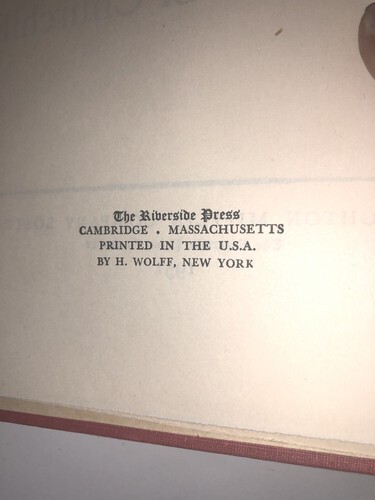 The Riverside Press
CAMBRIDGE . MASSACHUSETTS
PRINTED IN THE U.S.A.
BY H. WOLFF, NEW YORK